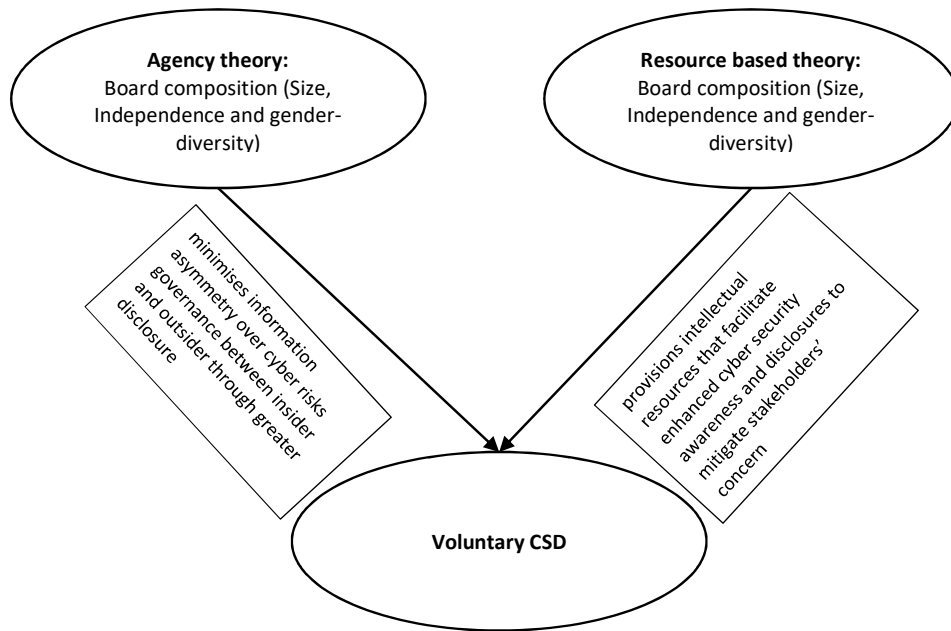 Agency theory:
Board composition (Size,
Independence and gender-
diversity)
Resource based theory:
Board composition (Size,
Independence and gender-
diversity)
minimises information
asymmetry over cyber risks
governance between insider
and outsider through greater
disclosure
provisions intellectual
resources that facilitate
enhanced cyber security
awareness and disclosures to
mitigate stakeholders’
concern
Voluntary CSD